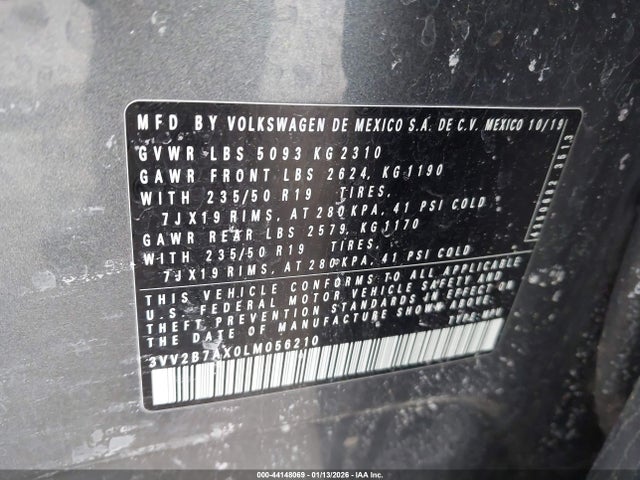 MFD BY VOLKSWAGEN DE MEXICO S.A. DE C.V. MEXICO 10/19
GVWR LBS 5093 KG 2310
GAWR FRONT LBS 2624, KG 1190
WITH 235/50 R19 TIRES,
7JX19 RIMS, AT 280 KPA, 41 PSI COLD
GAWR REAR LBS 2579, KG 1170
WITH 235/50 R19 TIRES,
7JX19 RIMS, AT 280 KPA, 41 PSI COLD
THIS VEHICLE CONFORMS TO ALL APPLICABLE
U.S. FEDERAL MOTOR VEHICLE SAFETY AND
THEFT PREVENTION STANDARDS IN EFFECT ON
THE DATE OF MANUFACTURE SHOWN ABOVE.
3VV2B7AX0LM056210 TYPE: MPV
000-44148069 - 01/13/2026 - IAA Inc.